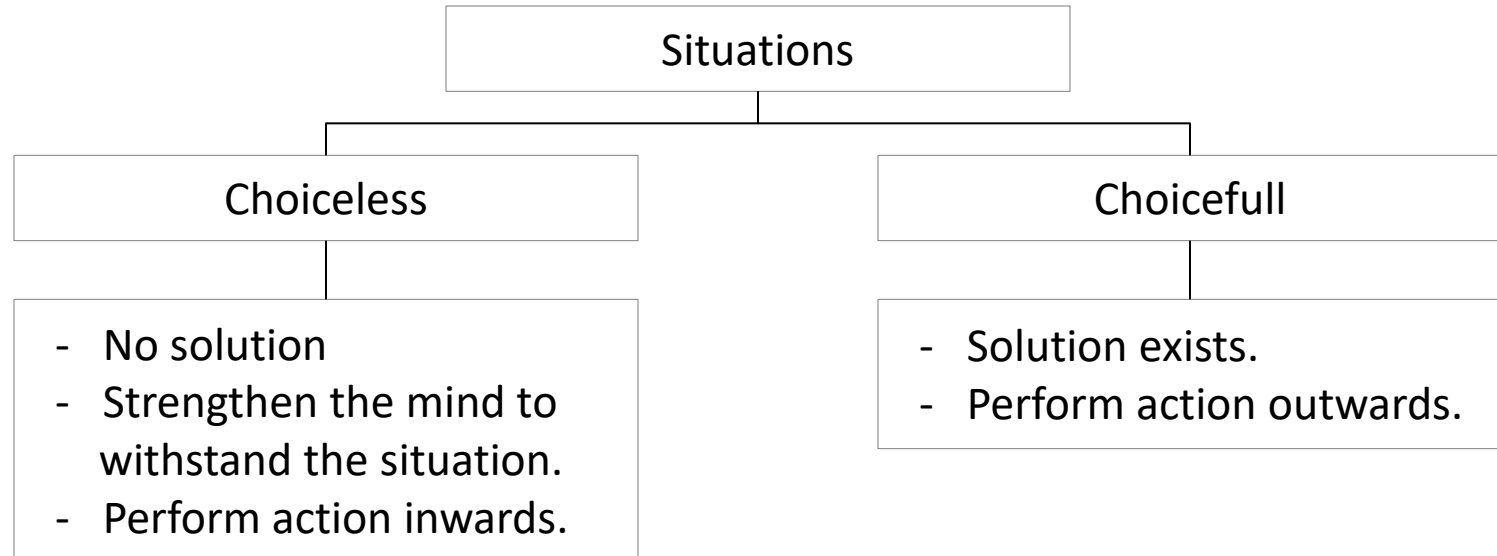 Situations
Choiceless
Choicefull
- No solution
- Strengthen the mind to
withstand the situation.
- Perform action inwards.
- Solution exists.
- Perform action outwards.